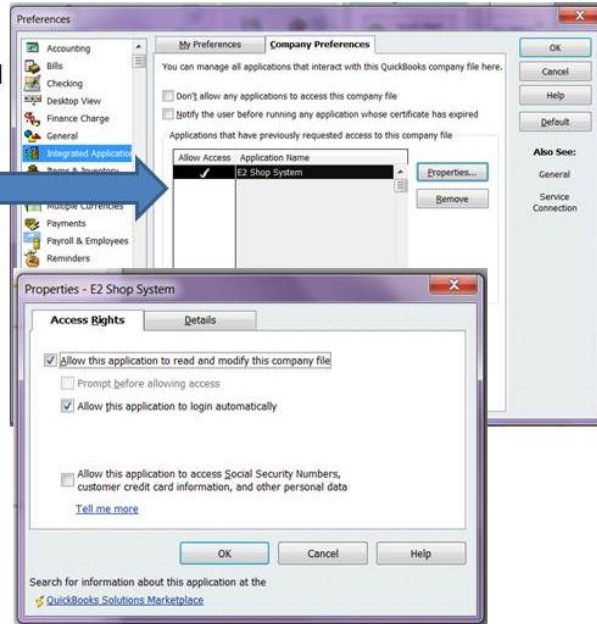 Preferences
Accounting
Bills
Checking
Desktop View
Finance Charge
General
Integrated Application
Items & Inventory
Multiple Currencies
Payments
Payroll & Employees
Reminders
My Preferences
Company Preferences
You can manage all applications that interact with this QuickBooks company file here.
Don't allow any applications to access this company file
Notify the user before running any application whose certificate has expired
Applications that have previously requested access to this company file
Allow Access Application Name
E2 Shop System
Properties...
Remove
OK
Cancel
Help
Default
Also See:
General
Service
Connection
Properties - E2 Shop System
Access Rights
Details
Allow this application to read and modify this company file
Prompt before allowing access
Allow this application to login automatically
Allow this application to access Social Security Numbers,
customer credit card information, and other personal data
Tell me more
OK Cancel Help
Search for information about this application at the
QuickBooks Solutions Marketplace